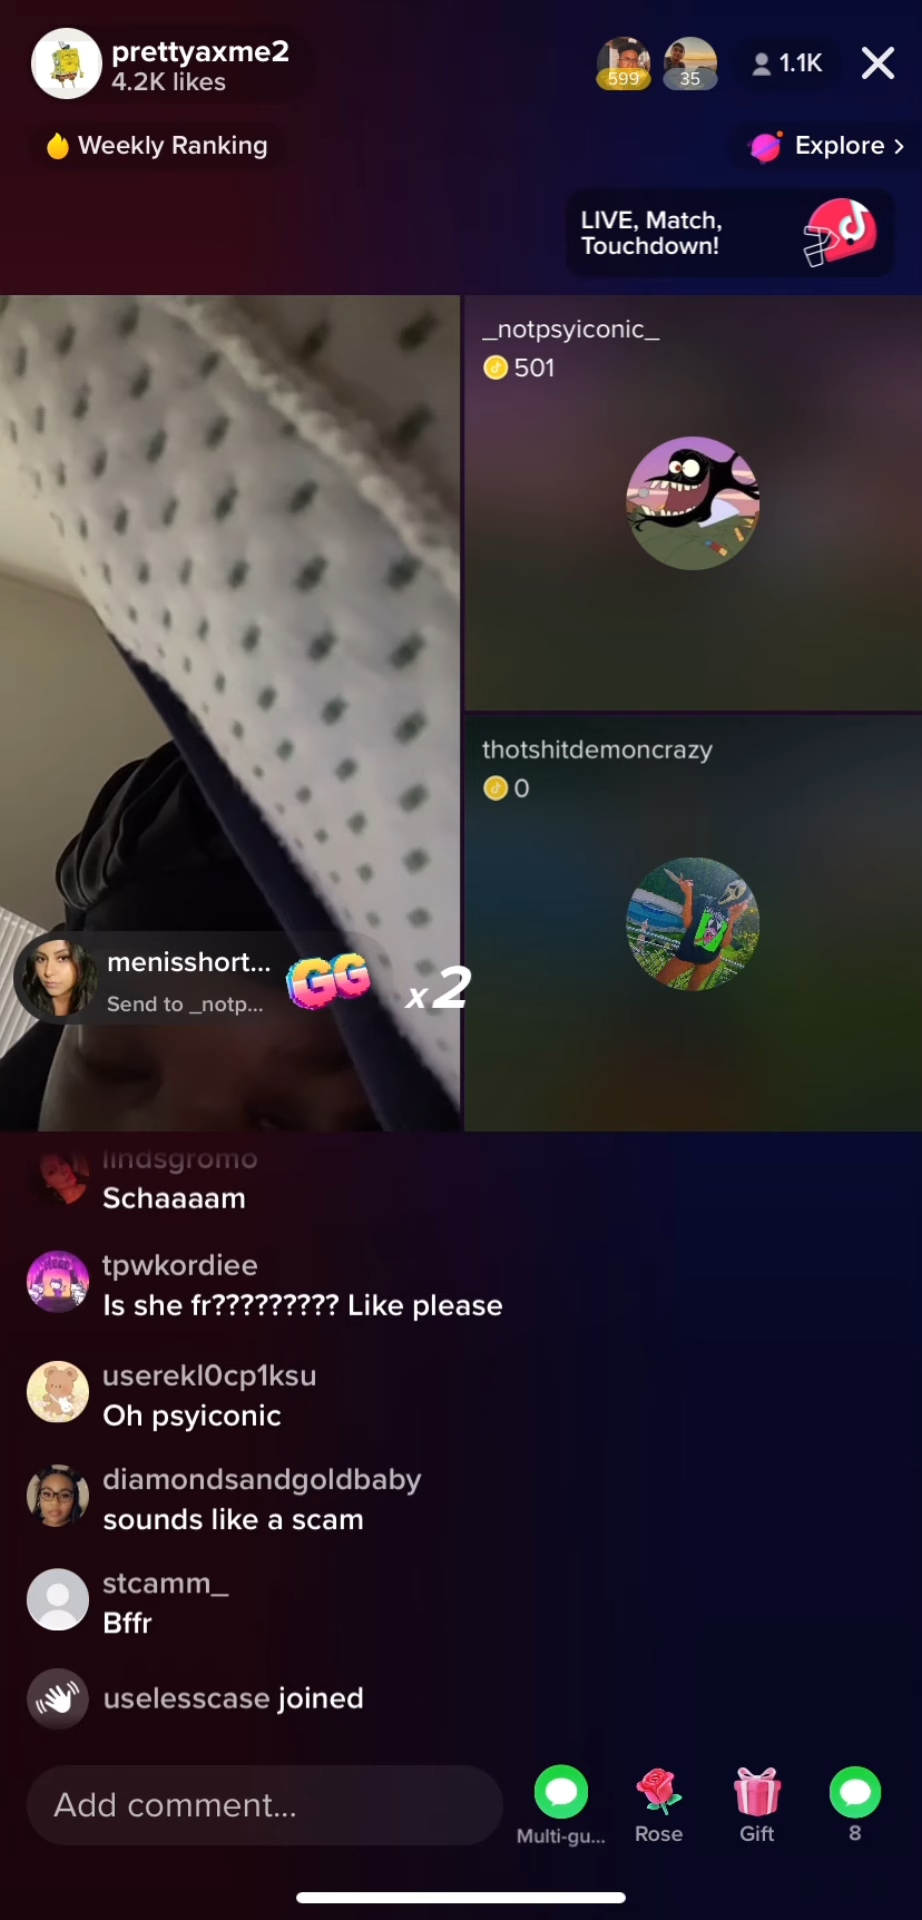 prettyaxme2
4.2K likes
599
35
1.1K
Weekly Ranking
Explore >
LIVE, Match,
Touchdown!
_notpsyiconic_
501
thotshitdemoncrazy
0
menisshort...
Send to _notp...
GG
x2
lindsgromo
Schaaaam
tpwkordiee
Is she fr????????? Like please
userekl0cp1ksu
Oh psyiconic
diamondsandgoldbaby
sounds like a scam
stcamm_
Bffr
uselesscase joined
Add comment...
Multi-gu...
Rose
Gift
8